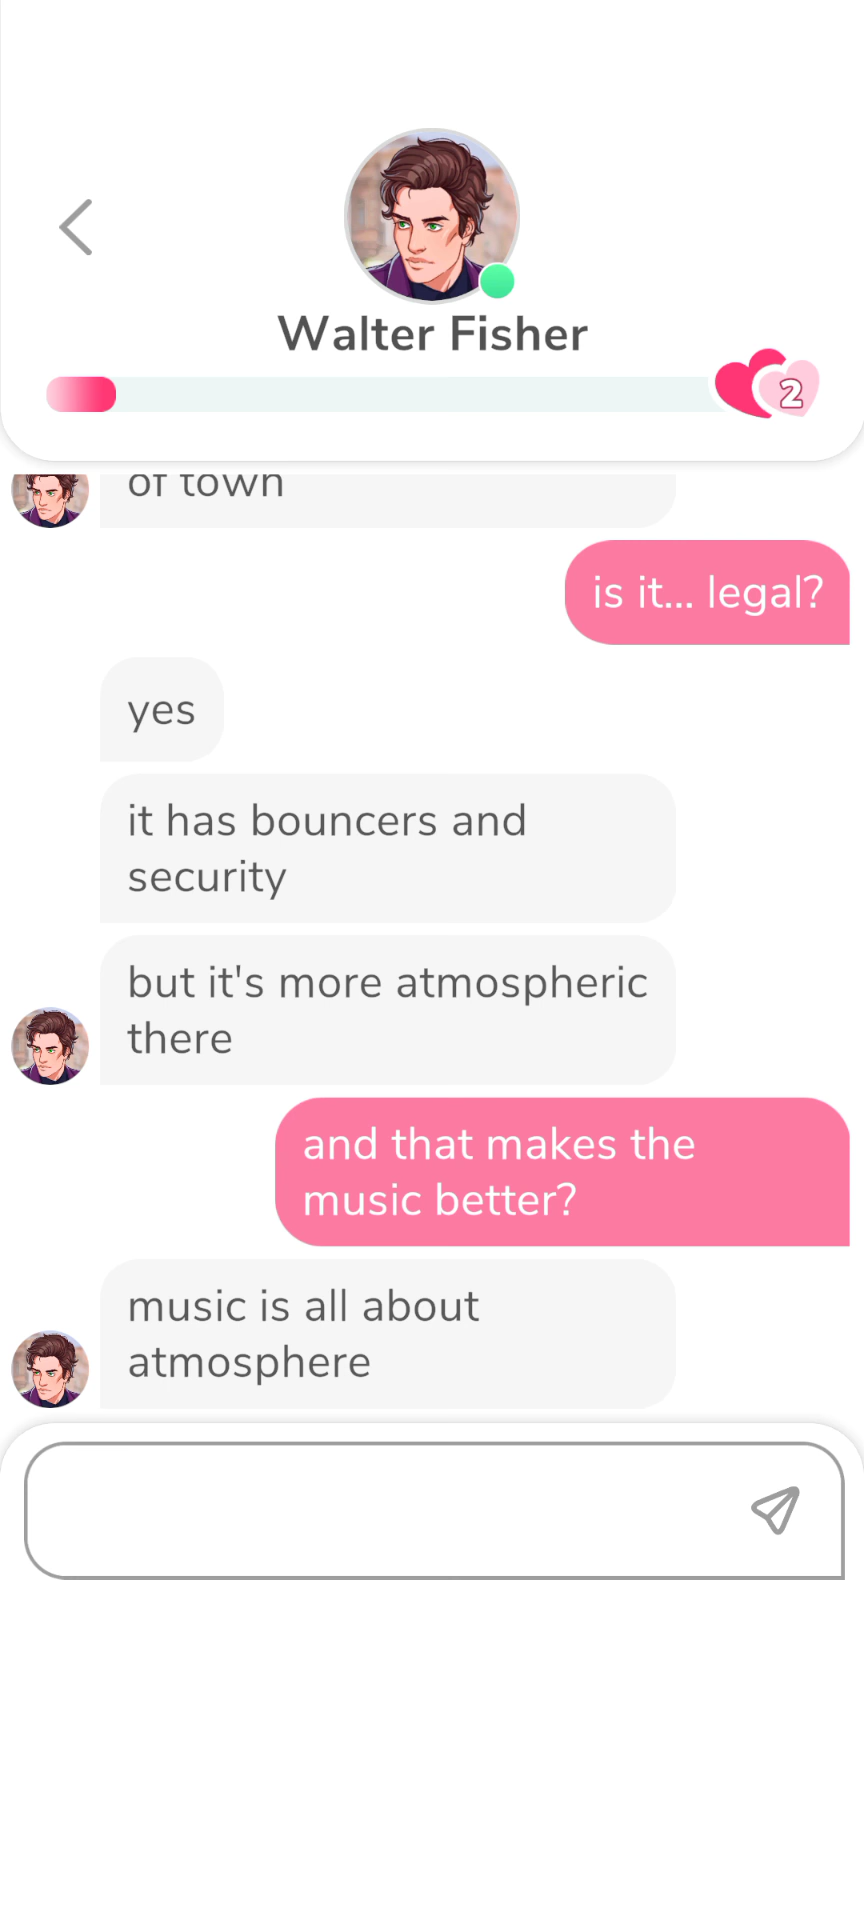 Walter Fisher
2
of town
is it... legal?
yes
it has bouncers and
security
but it's more atmospheric
there
and that makes the
music better?
music is all about
atmosphere